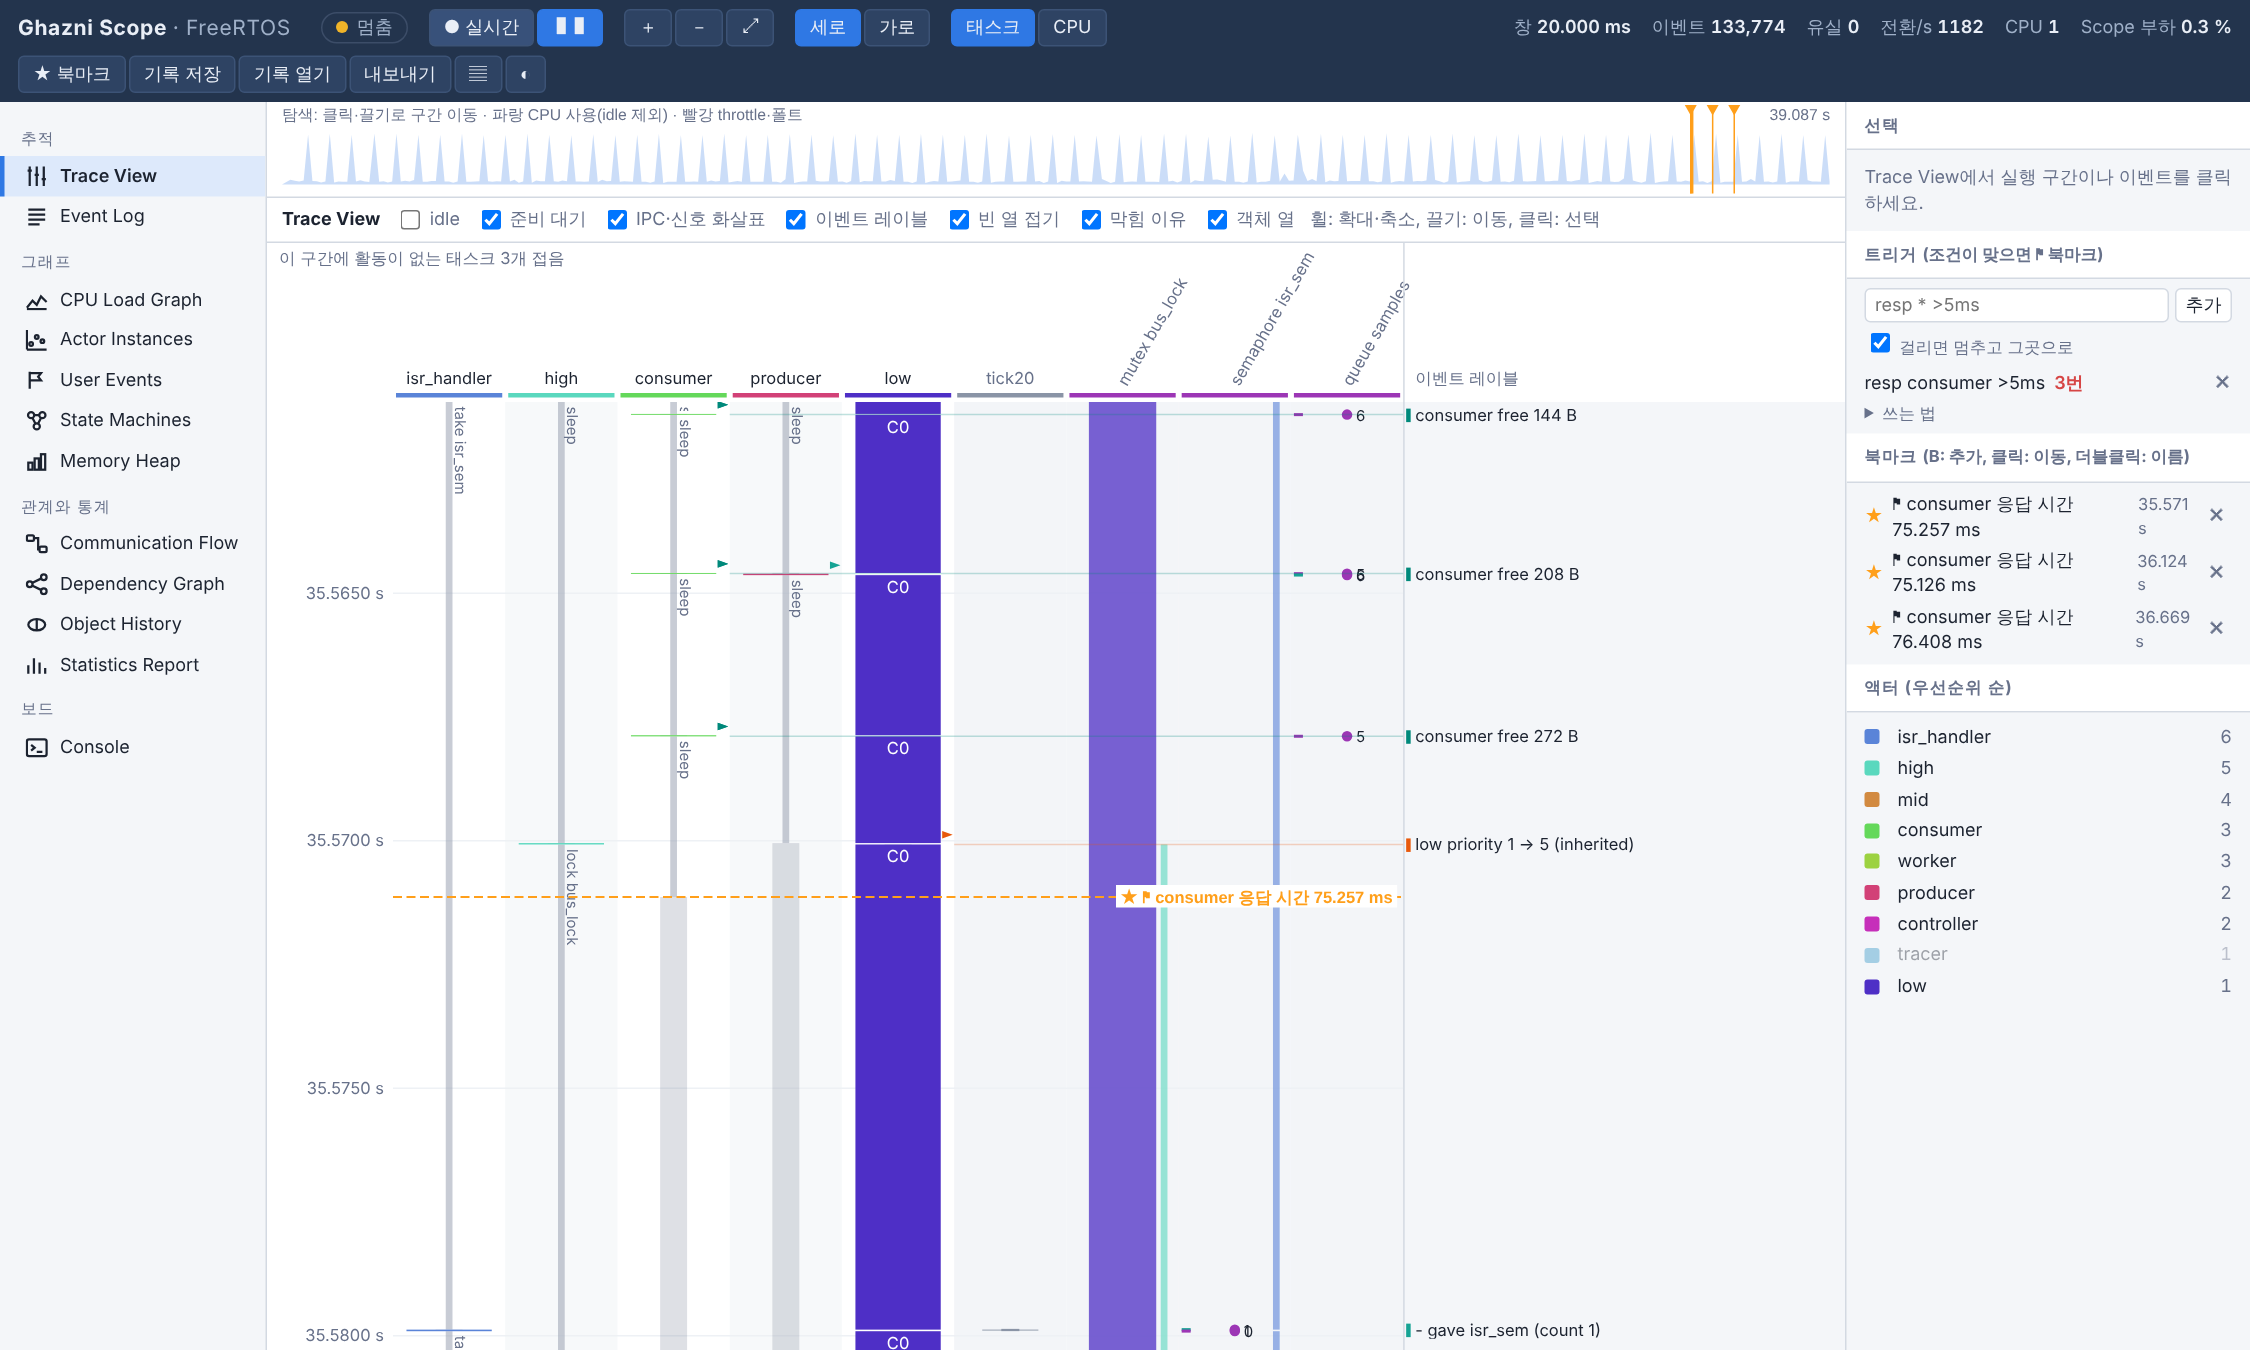 Ghazni Scope · FreeRTOS
멈춤
실시간
+
−
세로
가로
태스크
CPU
창 20.000 ms 이벤트 133,774 유실 0 전환/s 1182 CPU 1 Scope 부하 0.3 %
★ 북마크
기록 저장
기록 열기
내보내기
추적
Trace View
Event Log
그래프
CPU Load Graph
Actor Instances
User Events
State Machines
Memory Heap
관계와 통계
Communication Flow
Dependency Graph
Object History
Statistics Report
보드
Console
탐색: 클릭·끌기로 구간 이동 · 파랑 CPU 사용(idle 제외) · 빨강 throttle·폴트
39.087 s
Trace View
idle
준비 대기
IPC·신호 화살표
이벤트 레이블
빈 열 접기
막힘 이유
객체 열
휠: 확대·축소, 끌기: 이동, 클릭: 선택
이 구간에 활동이 없는 태스크 3개 접음
isr_handler
high
consumer
producer
low
tick20
mutex bus_lock
semaphore isr_sem
queue samples
이벤트 레이블
take isr_sem
sleep
sleep
sleep
C0
6
consumer free 144 B
35.5650 s
sleep
sleep
C0
consumer free 208 B
sleep
C0
5
consumer free 272 B
35.5700 s
lock bus_lock
C0
low priority 1 → 5 (inherited)
★ consumer 응답 시간 75.257 ms
35.5750 s
35.5800 s
ta
C0
- gave isr_sem (count 1)
선택
Trace View에서 실행 구간이나 이벤트를 클릭
하세요.
트리거 (조건이 맞으면 북마크)
resp * >5ms
추가
걸리면 멈추고 그곳으로
resp consumer >5ms 3번
쓰는 법
북마크 (B: 추가, 클릭: 이동, 더블클릭: 이름)
★ consumer 응답 시간
75.257 ms
35.571
s
★ consumer 응답 시간
75.126 ms
36.124
s
★ consumer 응답 시간
76.408 ms
36.669
s
액터 (우선순위 순)
isr_handler 6
high 5
mid 4
consumer 3
worker 3
producer 2
controller 2
tracer 1
low 1